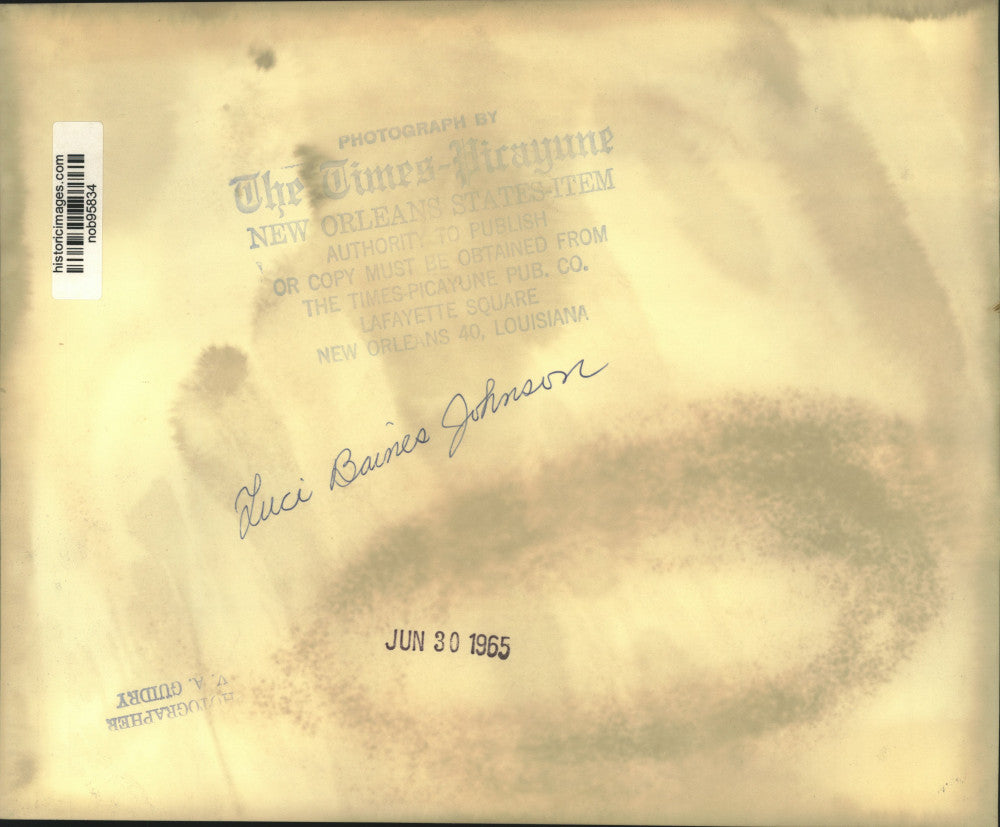 historicimages.com
nob95834
PHOTOGRAPH BY
The Times-Picayune
NEW ORLEANS STATES-ITEM
AUTHORITY TO PUBLISH
OR COPY MUST BE OBTAINED FROM
THE TIMES-PICAYUNE PUB. CO.
LAFAYETTE SQUARE
NEW ORLEANS 40, LOUISIANA
Luci Baines Johnson
JUN 30 1965
PHOTOGRAPHER
V. A. GUIDRY